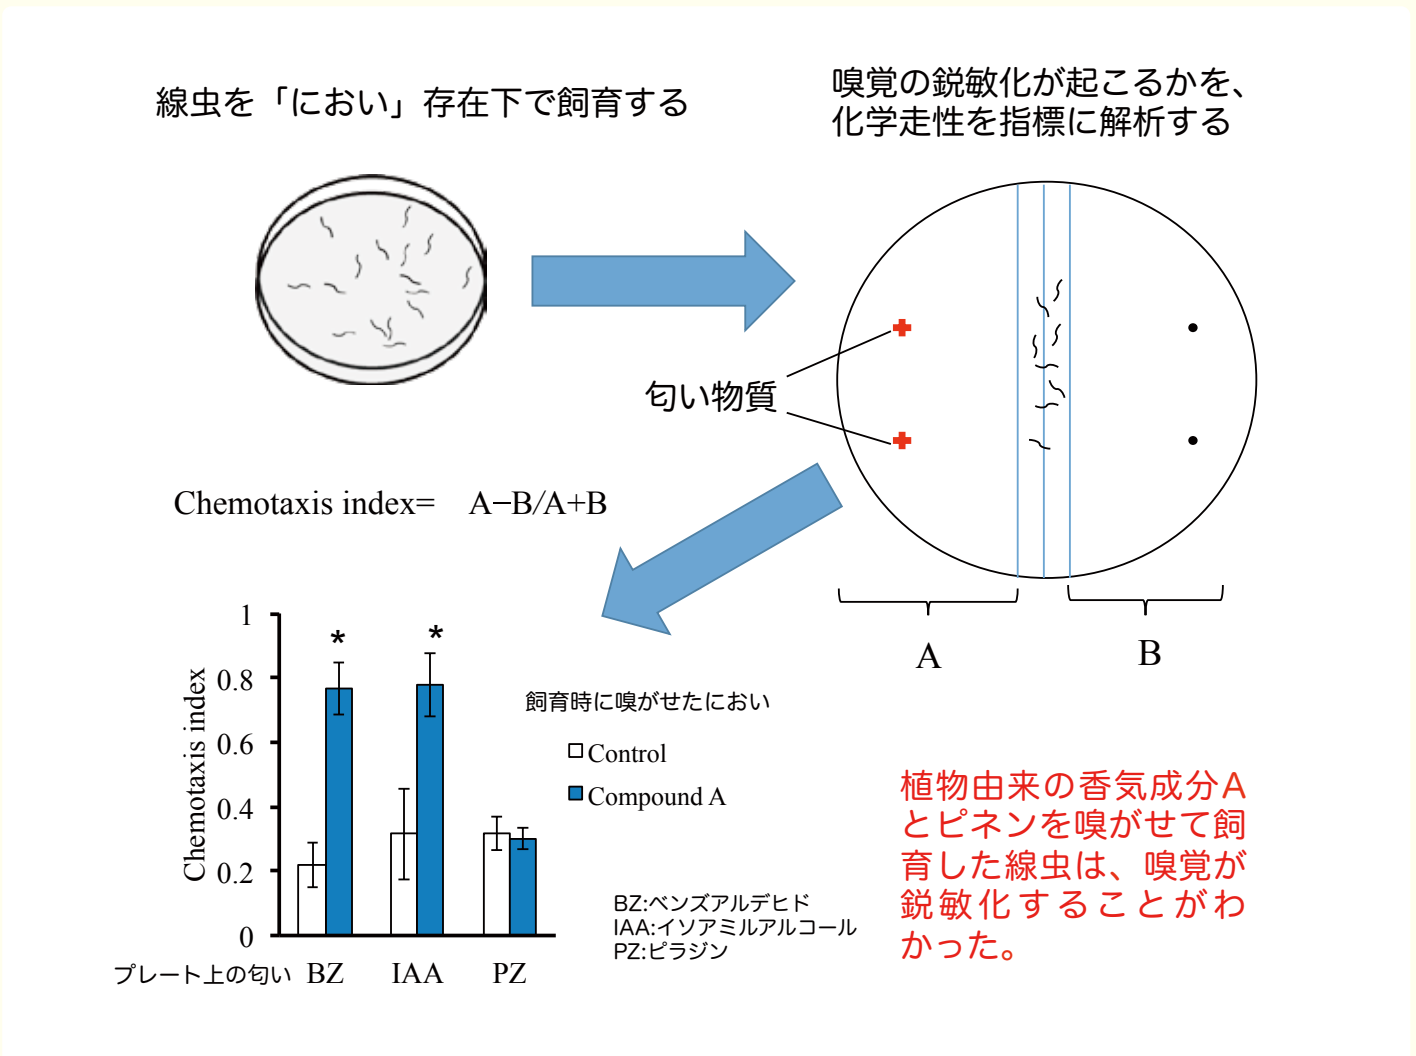 線虫を「におい」存在下で飼育する
嗅覚の鋭敏化が起こるかを、
化学走性を指標に解析する
匂い物質
Chemotaxis index= A−B/A+B
A
B
1
0.8
0.6
0.4
0.2
0
Chemotaxis index
*
*
飼育時に嗅がせたにおい
Control
Compound A
BZ:ベンズアルデヒド
IAA:イソアミルアルコール
PZ:ピラジン
プレート上の匂い BZ IAA PZ
植物由来の香気成分A
とピネンを嗅がせて飼
育した線虫は、嗅覚が
鋭敏化することがわ
かった。